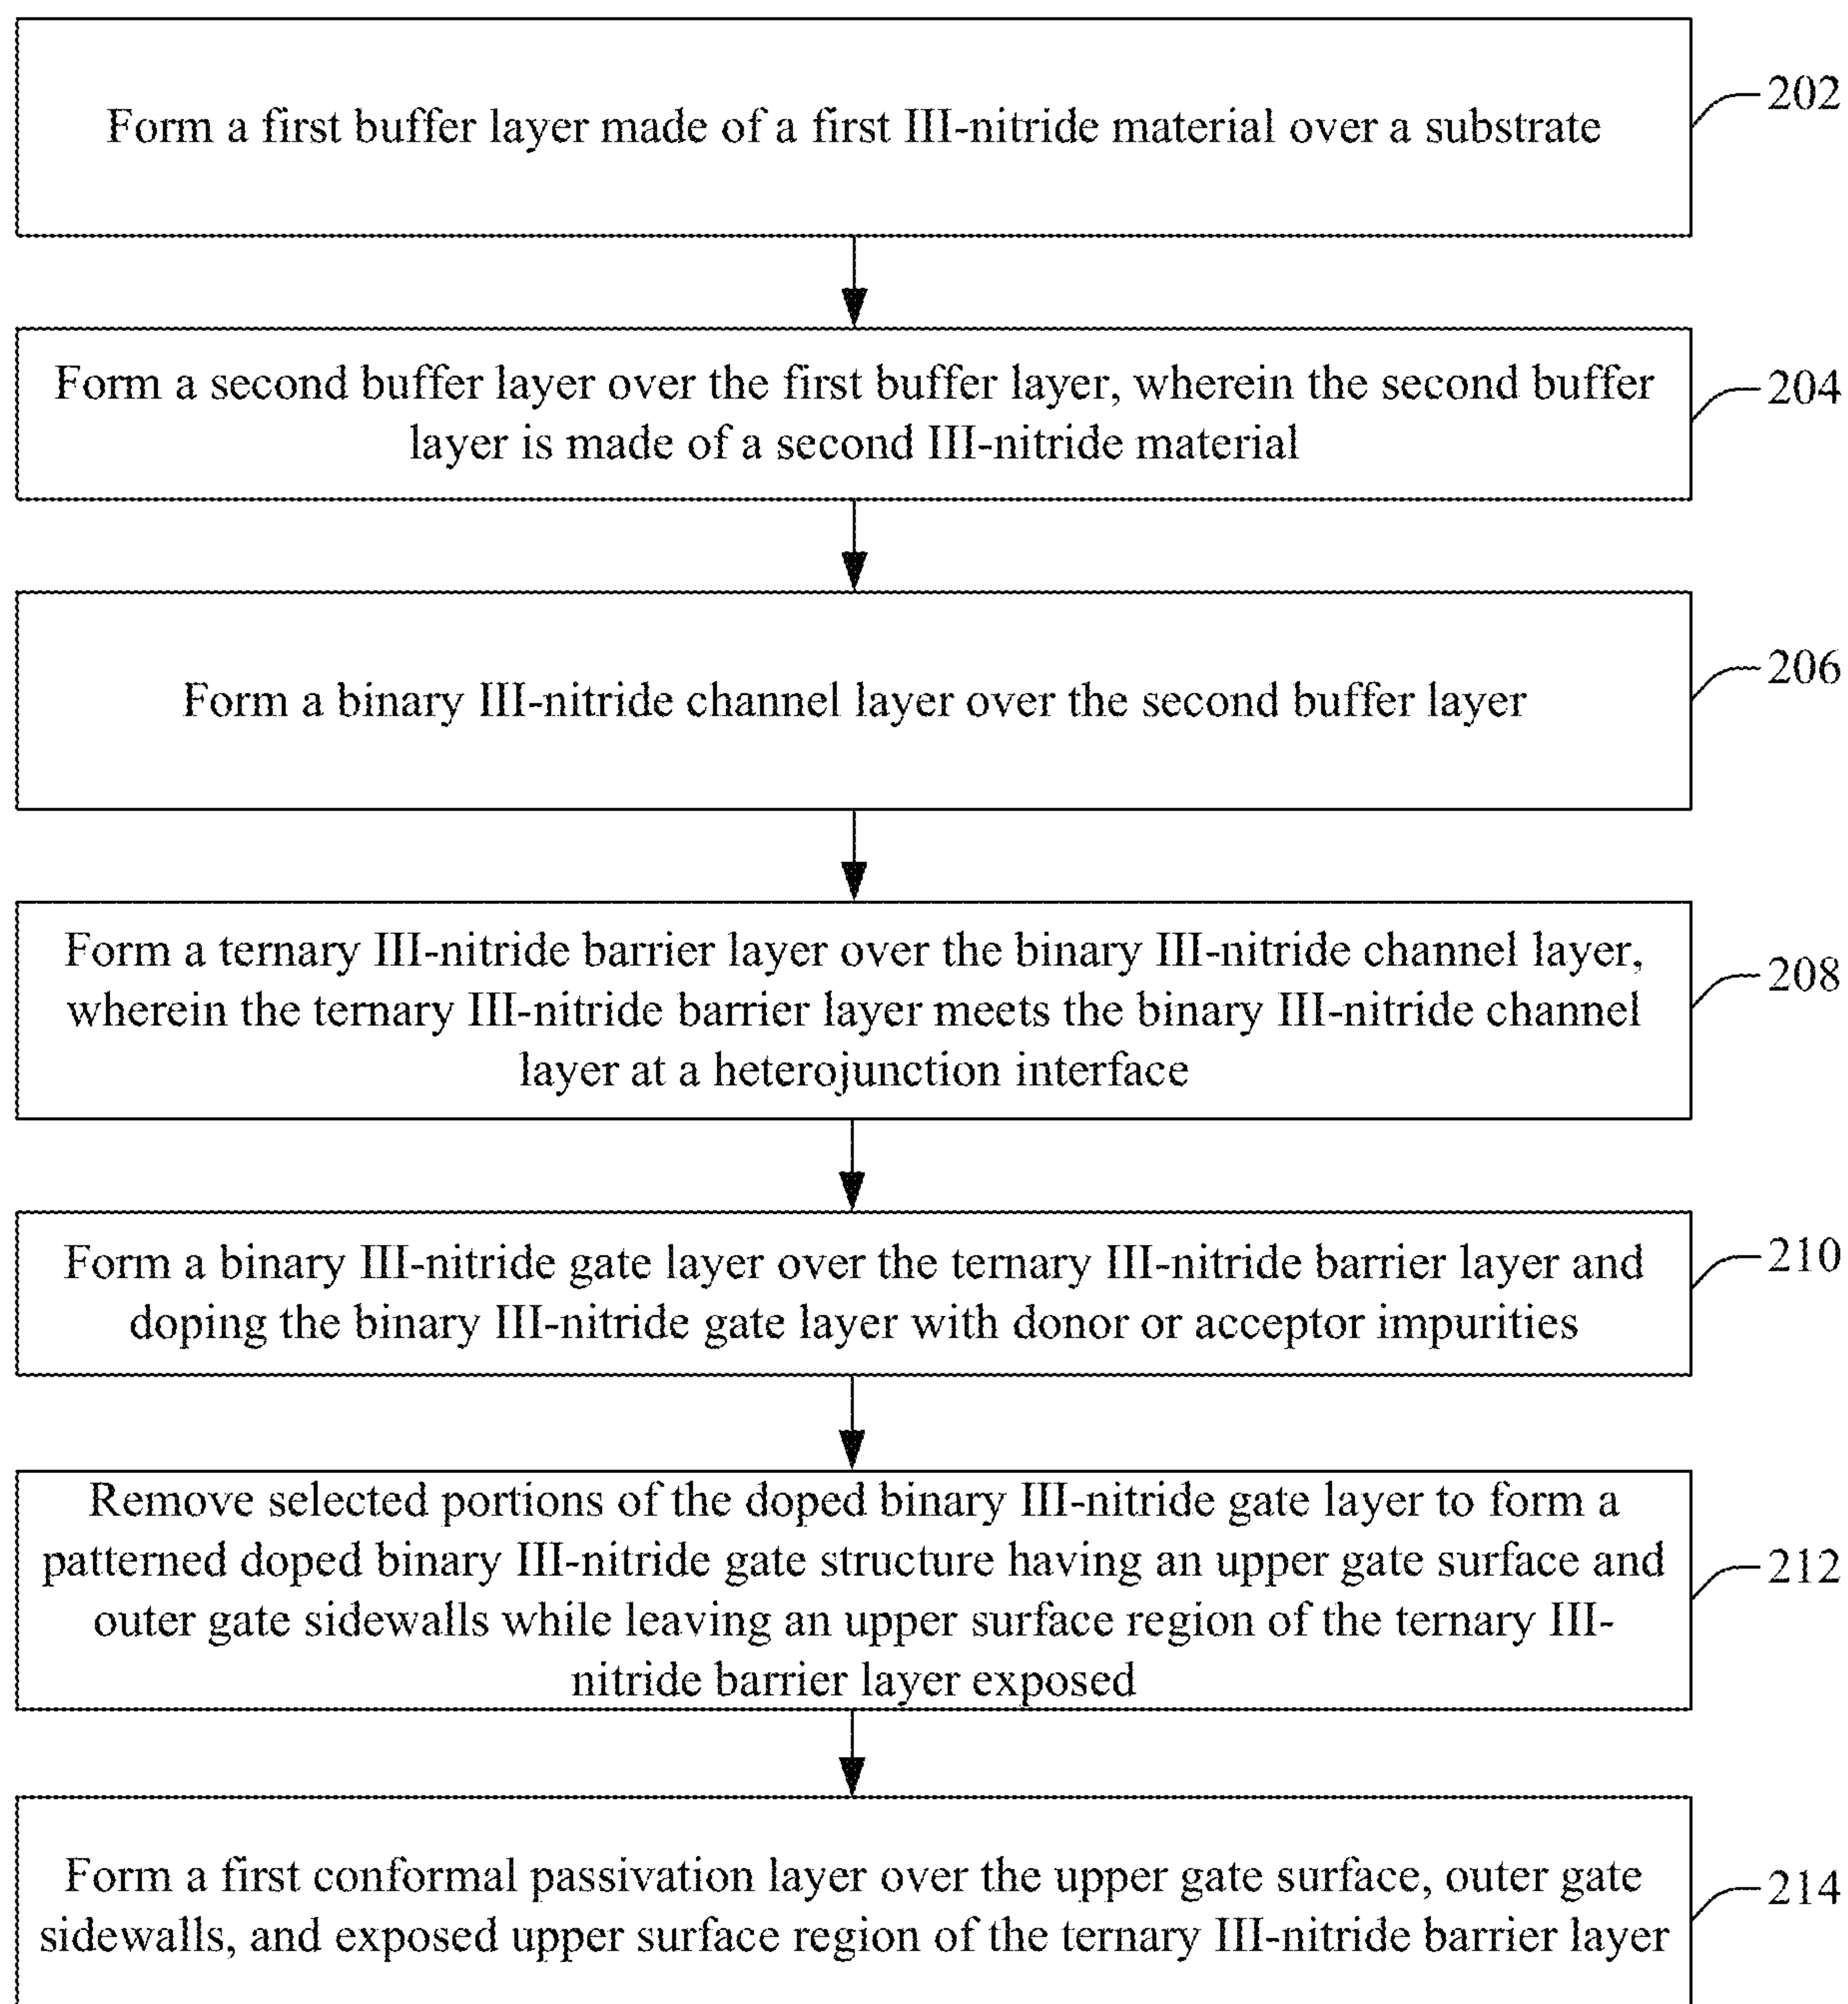 Form a first buffer layer made of a first III-nitride material over a substrate
202
Form a second buffer layer over the first buffer layer, wherein the second buffer
layer is made of a second III-nitride material
204
Form a binary III-nitride channel layer over the second buffer layer
206
Form a ternary III-nitride barrier layer over the binary III-nitride channel layer,
wherein the ternary III-nitride barrier layer meets the binary III-nitride channel
layer at a heterojunction interface
208
Form a binary III-nitride gate layer over the ternary III-nitride barrier layer and
doping the binary III-nitride gate layer with donor or acceptor impurities
210
Remove selected portions of the doped binary III-nitride gate layer to form a
patterned doped binary III-nitride gate structure having an upper gate surface and
outer gate sidewalls while leaving an upper surface region of the ternary III-
nitride barrier layer exposed
212
Form a first conformal passivation layer over the upper gate surface, outer gate
sidewalls, and exposed upper surface region of the ternary III-nitride barrier layer
214